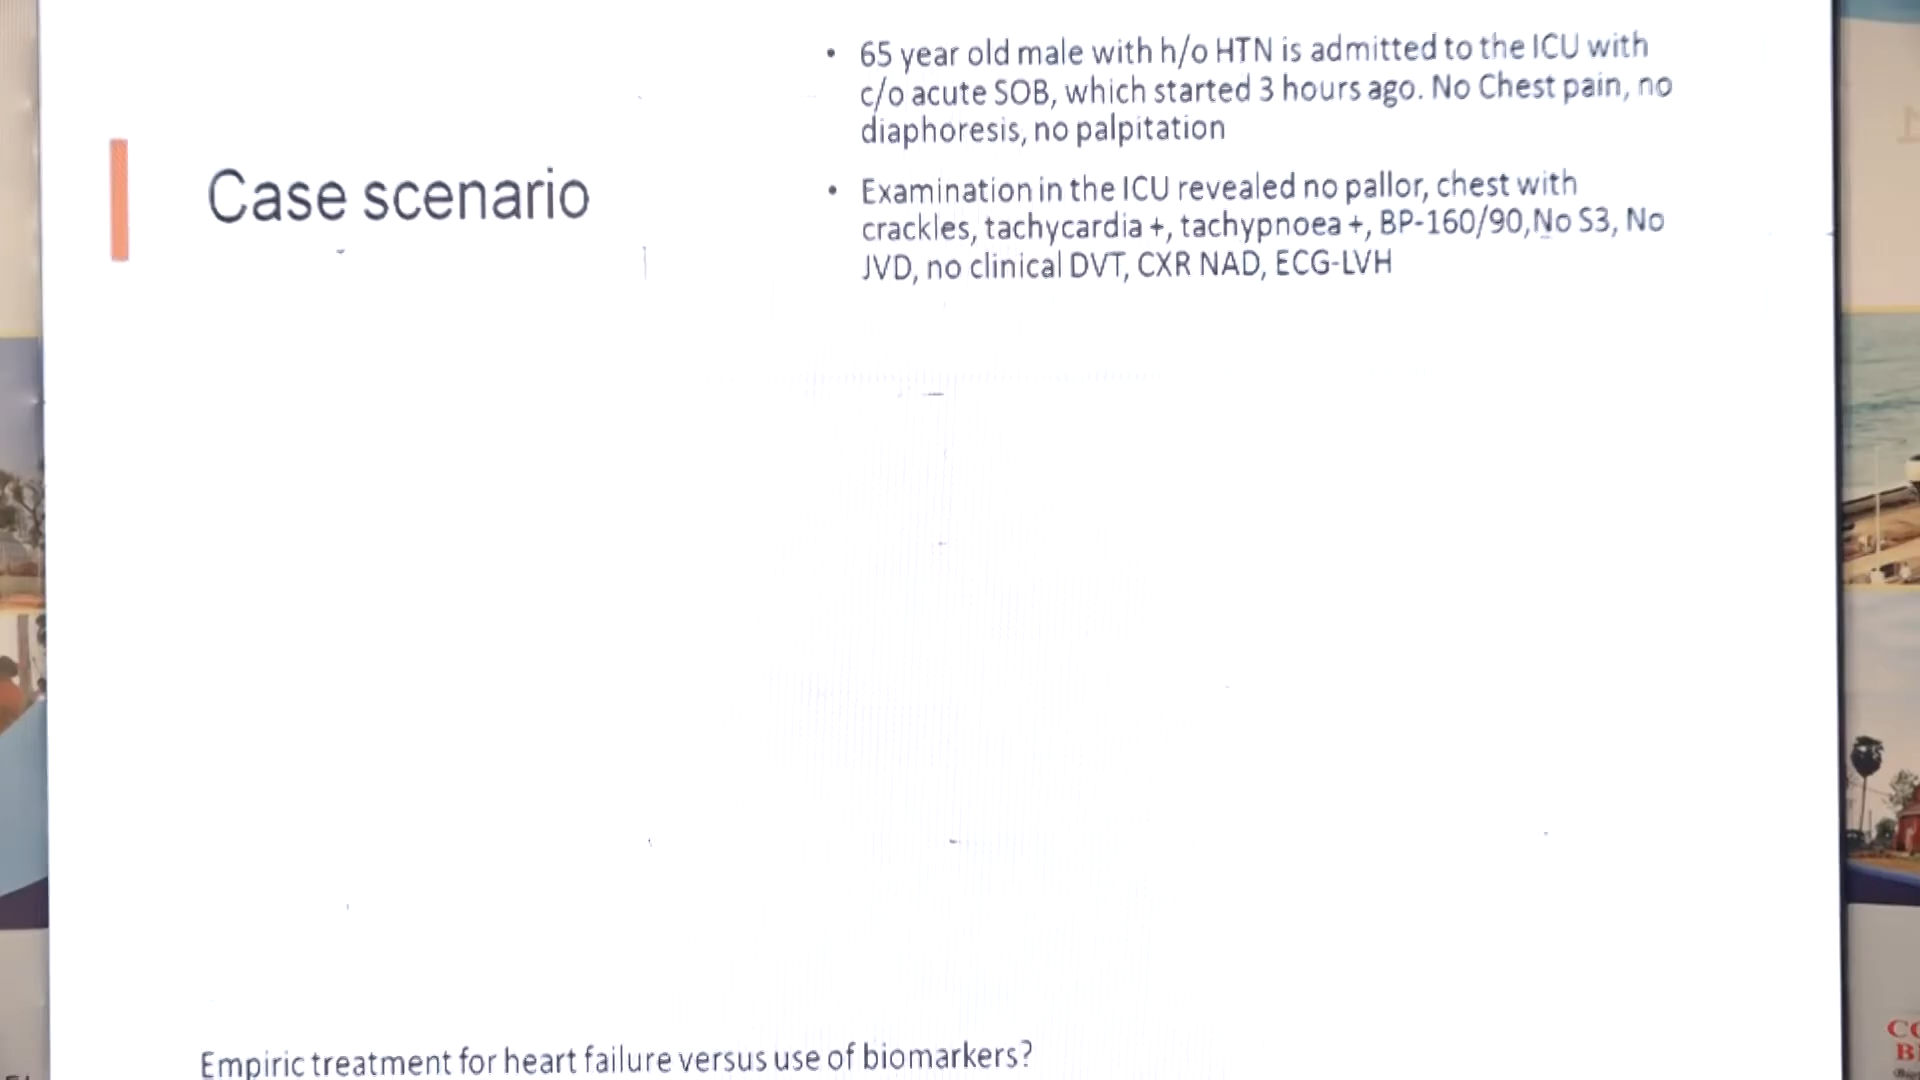 Case scenario
• 65 year old male with h/o HTN is admitted to the ICU with
c/o acute SOB, which started 3 hours ago. No Chest pain, no
diaphoresis, no palpitation
• Examination in the ICU revealed no pallor, chest with
crackles, tachycardia +, tachypnoea +, BP-160/90,No S3, No
JVD, no clinical DVT, CXR NAD, ECG-LVH
Empiric treatment for heart failure versus use of biomarkers?